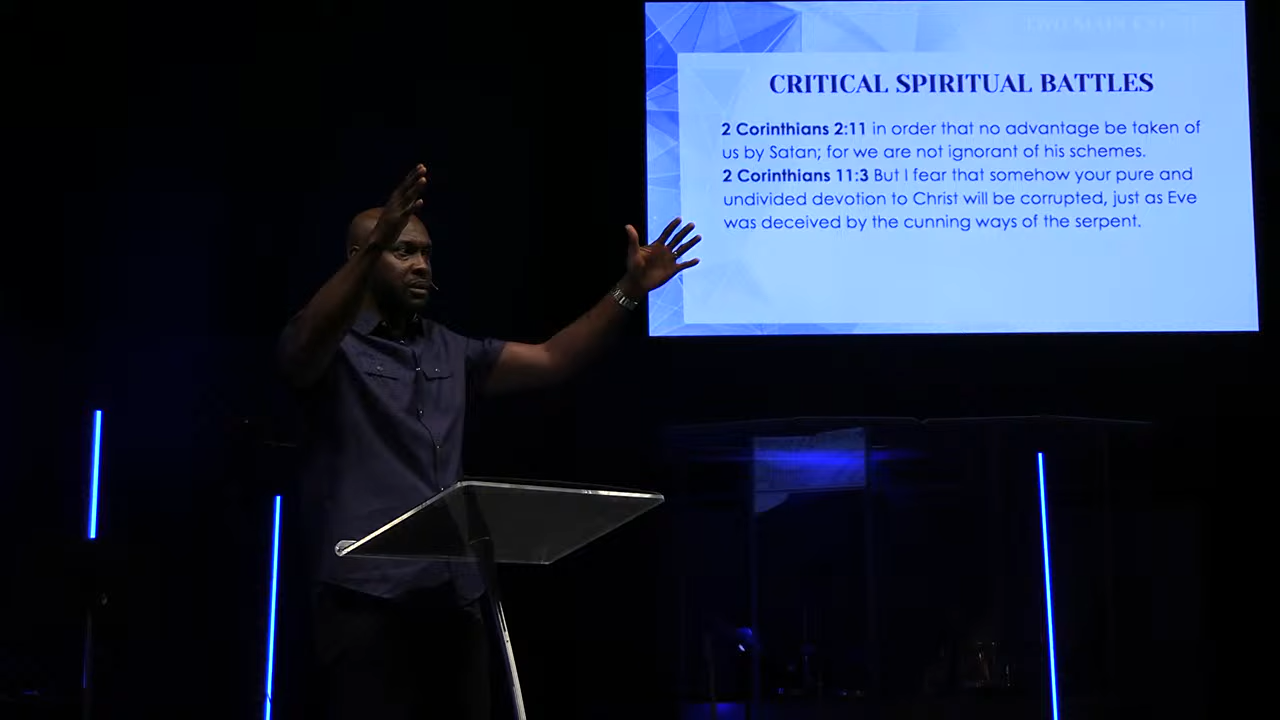 CRITICAL SPIRITUAL BATTLES
2 Corinthians 2:11 in order that no advantage be taken of
us by Satan; for we are not ignorant of his schemes.
2 Corinthians 11:3 But I fear that somehow your pure and
undivided devotion to Christ will be corrupted, just as Eve
was deceived by the cunning ways of the serpent.